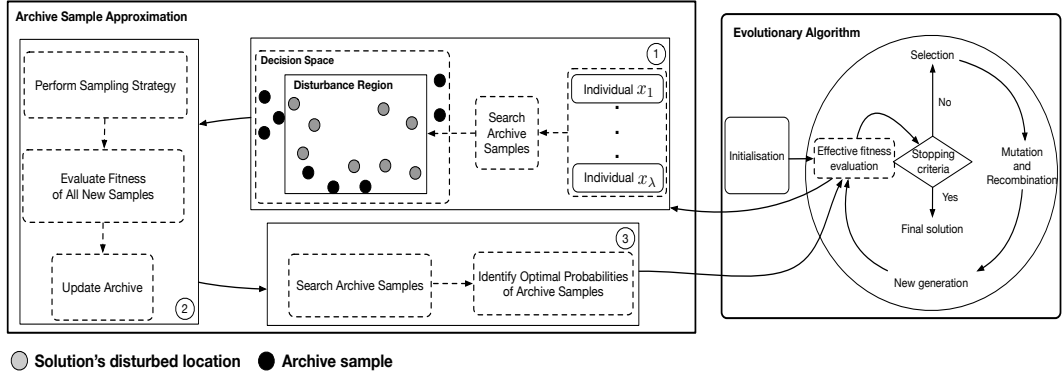 Archive Sample Approximation
Perform Sampling Strategy
Evaluate Fitness
of All New Samples
Update Archive
2
1
Decision Space
Disturbance Region
Search
Archive
Samples
Individual x₁
.
.
.
Individual xλ
3
Search Archive Samples
Identify Optimal Probabilities
of Archive Samples
Evolutionary Algorithm
Initialisation
Effective fitness
evaluation
Selection
No
Stopping
criteria
Yes
Final solution
Mutation
and
Recombination
New generation
Solution's disturbed location
Archive sample